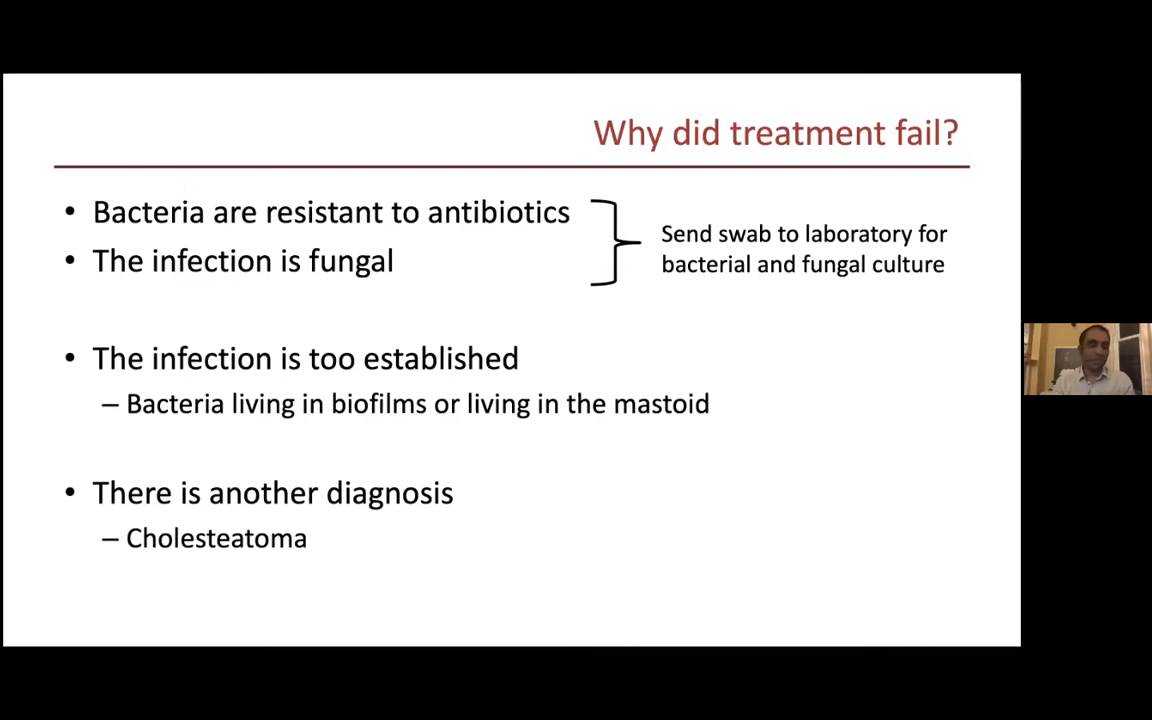 Why did treatment fail?
• Bacteria are resistant to antibiotics
• The infection is fungal
Send swab to laboratory for
bacterial and fungal culture
• The infection is too established
– Bacteria living in biofilms or living in the mastoid
• There is another diagnosis
– Cholesteatoma